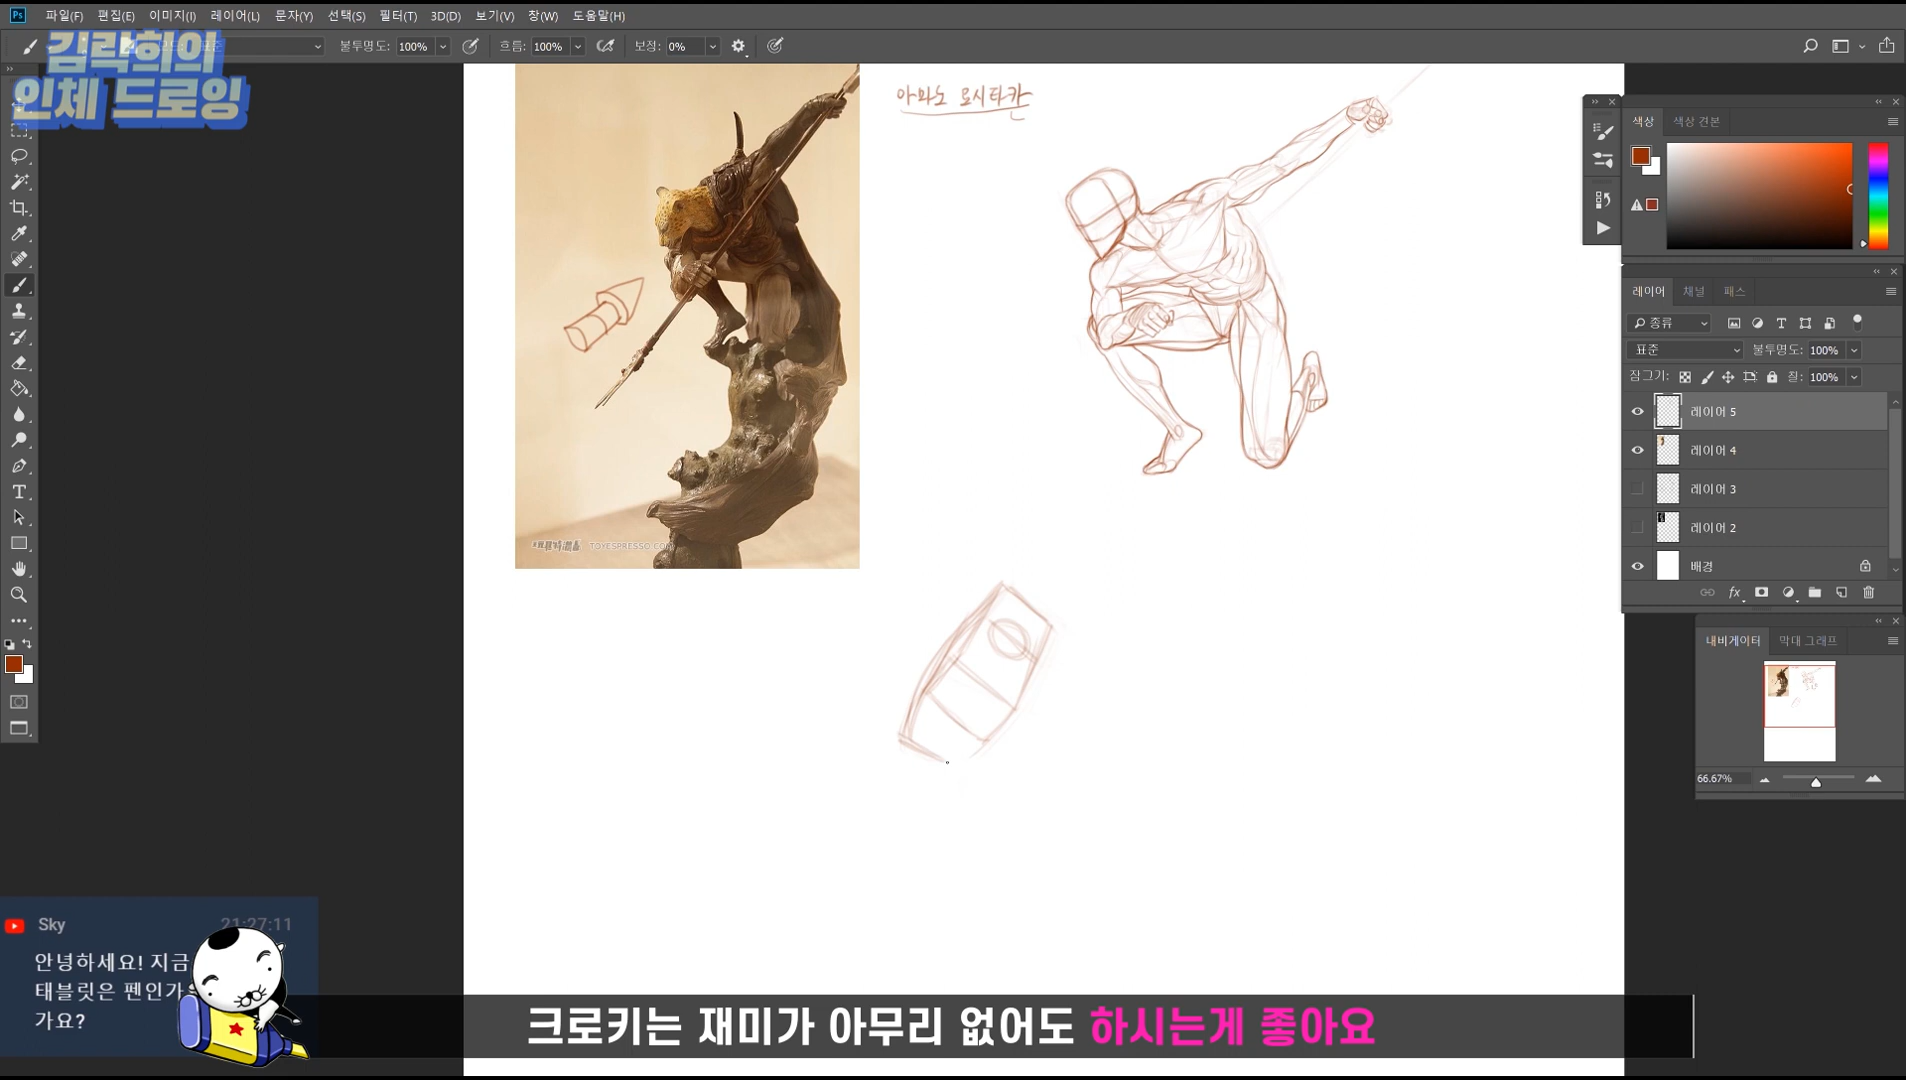 파일(F) 편집(E) 이미지(I) 레이어(L) 문자(Y) 선택(S) 필터(T) 3D(D) 보기(V) 창(W) 도움말(H)
불투명도: 100% 흐름: 100% 보정: 0%
김락희의
인체 드로잉
아와노 모시타칸
색상 색상 견본
레이어 채널 패스
종류
표준 불투명도: 100%
잠그기: 칠: 100%
레이어 5
레이어 4
레이어 3
레이어 2
배경
fx
내비게이터 막대 그래프
66.67%
TOYESPRESSO.COM
Sky 21:27:11
안녕하세요! 지금
태블릿은 펜인가
가요?
크로키는 재미가 아무리 없어도 하시는게 좋아요